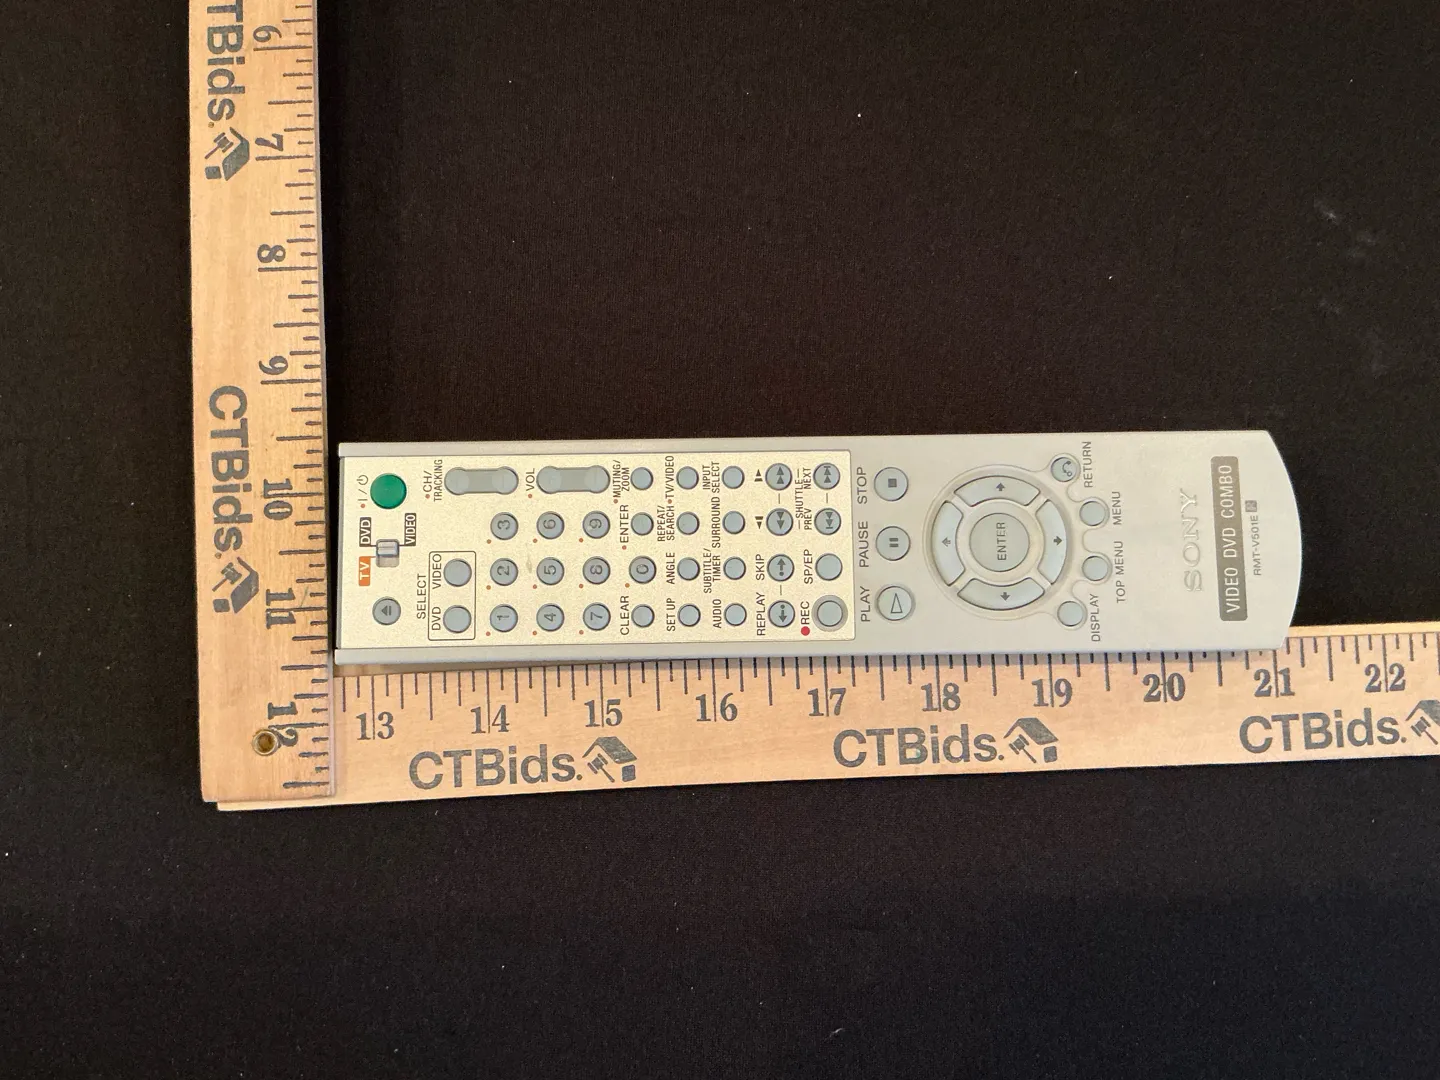 TBids.
6
7
8
9
CTBids.
10
11
12
I / ⏻
TV
DVD
VIDEO
SELECT
DVD
VIDEO
CH/
TRACKING
VOL
1
2
3
4
5
6
7
8
9
CLEAR
0
ENTER
MUTING/
ZOOM
SET UP
ANGLE
REPEAT/
SEARCH
TV/VIDEO
AUDIO
SUBTITLE/
TIMER
SURROUND
INPUT
SELECT
REPLAY
SKIP
REC
SP/EP
SHUTTLE
PREV
NEXT
PLAY
PAUSE
STOP
ENTER
DISPLAY
TOP MENU
MENU
RETURN
SONY
VIDEO DVD COMBO
RMT-V501E P
13 14 15 16 17 18 19 20 21 22
CTBids. CTBids. CTBids.